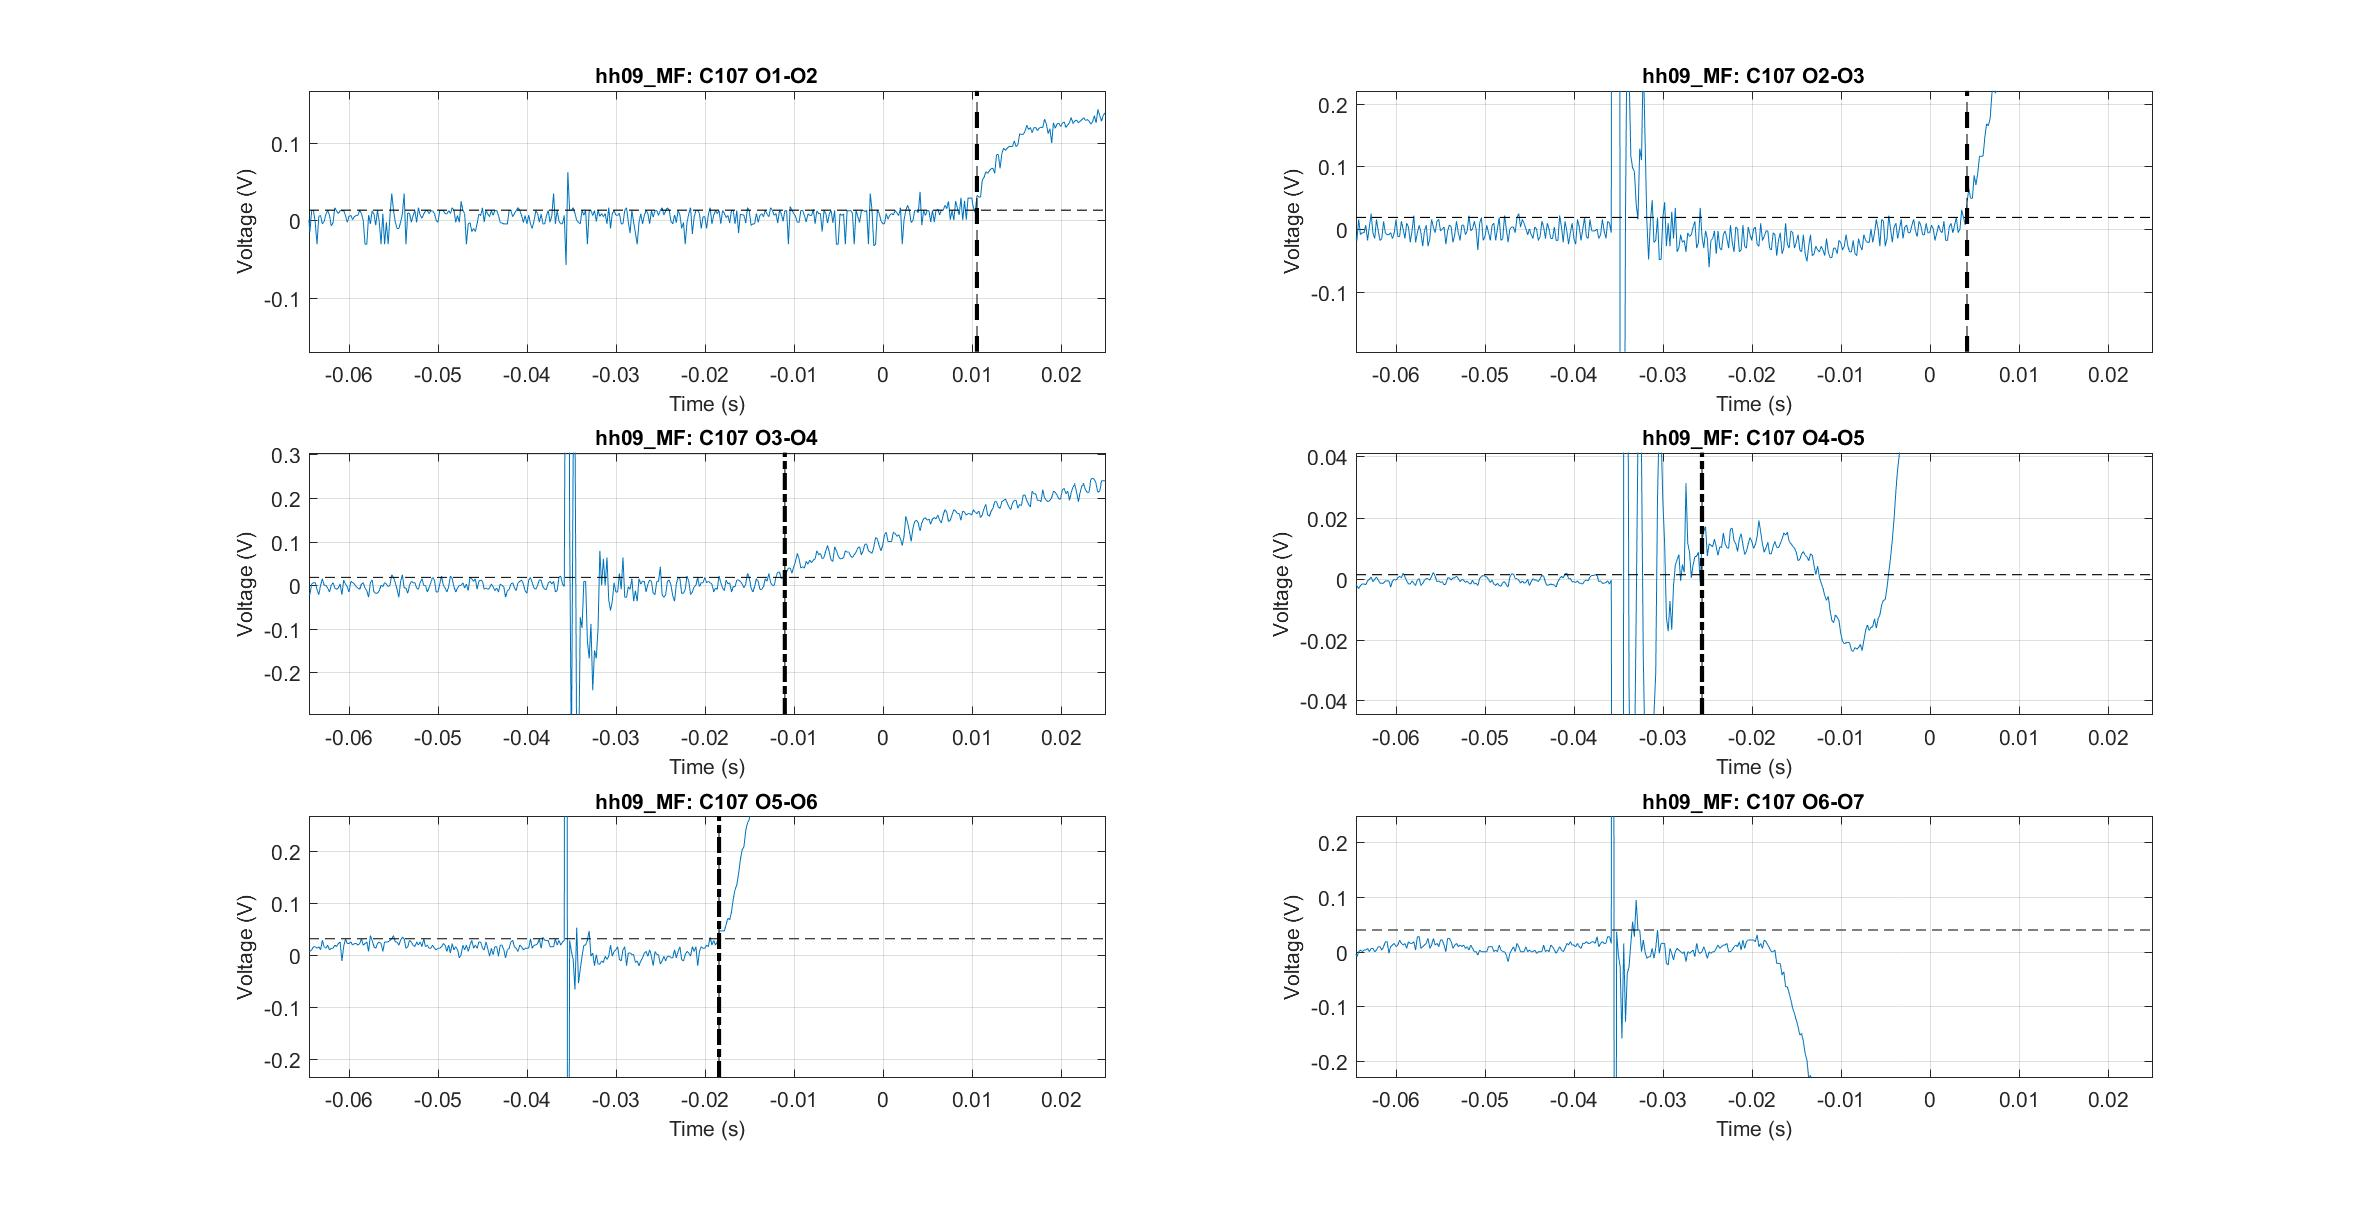 hh09_MF: C107 O1-O2
0.1
0
-0.1
Voltage (V)
-0.06 -0.05 -0.04 -0.03 -0.02 -0.01 0 0.01 0.02
Time (s)
hh09_MF: C107 O2-O3
0.2
0.1
0
-0.1
Voltage (V)
-0.06 -0.05 -0.04 -0.03 -0.02 -0.01 0 0.01 0.02
Time (s)
hh09_MF: C107 O3-O4
0.3
0.2
0.1
0
-0.1
-0.2
Voltage (V)
-0.06 -0.05 -0.04 -0.03 -0.02 -0.01 0 0.01 0.02
Time (s)
hh09_MF: C107 O4-O5
0.04
0.02
0
-0.02
-0.04
Voltage (V)
-0.06 -0.05 -0.04 -0.03 -0.02 -0.01 0 0.01 0.02
Time (s)
hh09_MF: C107 O5-O6
0.2
0.1
0
-0.1
-0.2
Voltage (V)
-0.06 -0.05 -0.04 -0.03 -0.02 -0.01 0 0.01 0.02
Time (s)
hh09_MF: C107 O6-O7
0.2
0.1
0
-0.1
-0.2
Voltage (V)
-0.06 -0.05 -0.04 -0.03 -0.02 -0.01 0 0.01 0.02
Time (s)